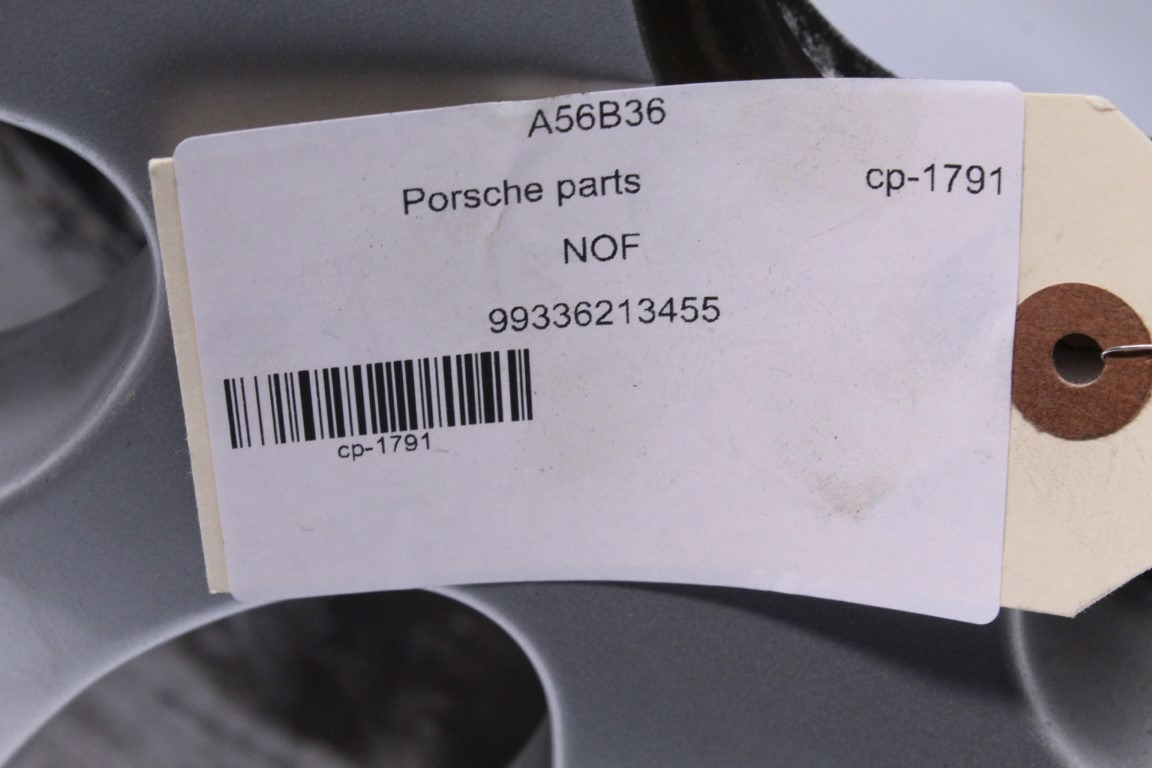 A56B36
Porsche parts cp-1791
NOF
99336213455
cp-1791